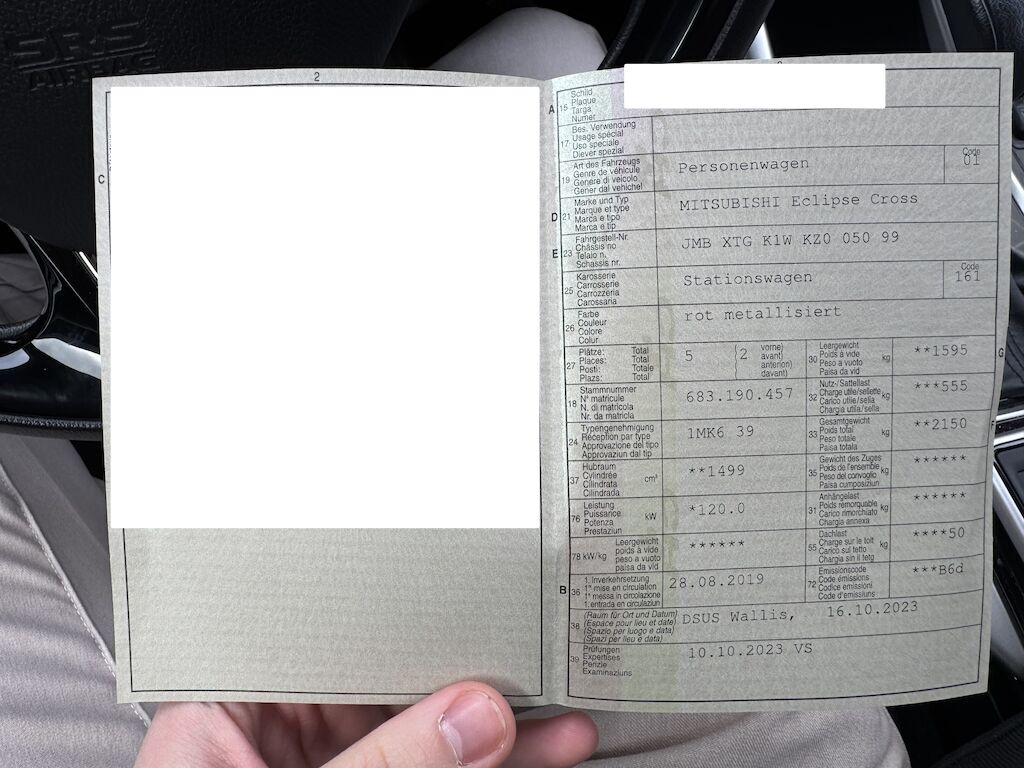 SRS
AIRBAG
2
C
A 15 Schild
Plaque
Targa
Numer
17 Bes. Verwendung
Usage spécial
Uso speciale
Diever spezial
19 Art des Fahrzeugs
Genre de véhicule
Genere di veicolo
Gener dal vehichel
Personenwagen
Code
01
D 21 Marke und Typ
Marque et type
Marca e tipo
Marca e tip
MITSUBISHI Eclipse Cross
E 23 Fahrgestell-Nr.
Châssis no
Telaio n.
Schassis nr.
JMB XTG K1W KZ0 050 99
25 Karosserie
Carrosserie
Carrozzeria
Carossaria
Stationswagen
Code
161
26 Farbe
Couleur
Colore
Colur
rot metallisiert
27 Plätze: Total
Places: Total
Posti: Totale
Plazs: Total
5 (2 vorne)
avant)
anteriori)
davant)
30 Leergewicht
Poids à vide
Peso a vuoto
Paisa da vid
kg **1595
G
18 Stammnummer
N° matricule
N. di matricola
Nr. da matricla
683.190.457
32 Nutz-/Sattellast
Charge utile/sellette
Carico utile/sella
Chargia utila/sella
kg ***555
24 Typengenehmigung
Réception par type
Approvazione del tipo
Approvaziun dal tip
1MK6 39
33 Gesamtgewicht
Poids total
Peso totale
Paisa totala
kg **2150
F
37 Hubraum
Cylindrée
Cilindrata
Cilindrada
cm³ **1499
35 Gewicht des Zuges
Poids de l'ensemble
Peso del convoglio
Paisa cumposiziun
kg ******
76 Leistung
Puissance
Potenza
Prestaziun
kW *120.0
31 Anhängelast
Poids remorquable
Carico rimorchiato
Chargia annexa
kg ******
78 kW/kg Leergewicht
poids à vide
peso a vuoto
paisa da vid
******
55 Dachlast
Charge sur le toit
Carico sul tetto
Chargia sin il tetg
kg ****50
B 36 1. Inverkehrsetzung
1re mise en circulation
1a messa in circolazione
1. entrada en circulaziun
28.08.2019
72 Emissionscode
Code émissions
Codice emissioni
Code d'emissiuns
***B6d
38 (Raum für Ort und Datum)
(Espace pour lieu et date)
(Spazio per luogo e data)
(Spazi per lieu e data)
DSUS Wallis, 16.10.2023
39 Prüfungen
Expertises
Perizie
Examinaziuns
10.10.2023 VS